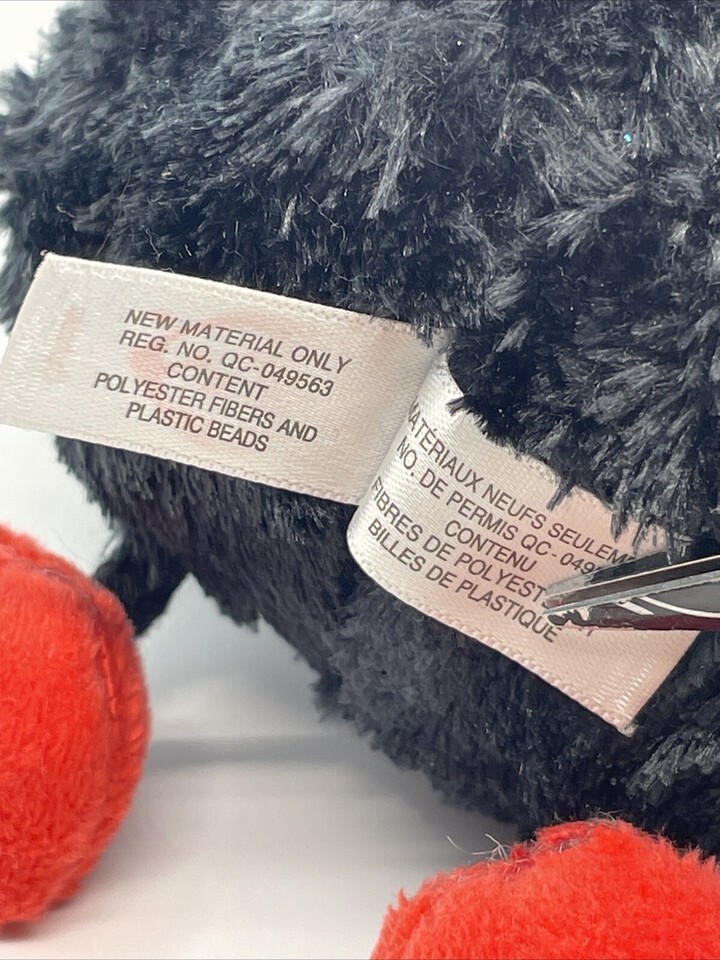 NEW MATERIAL ONLY
REG. NO. QC-049563
CONTENT
POLYESTER FIBERS AND
PLASTIC BEADS
MATÉRIAUX NEUFS SEULEM
NO. DE PERMIS QC-049
CONTENU
FIBRES DE POLYEST
BILLES DE PLASTIQUE